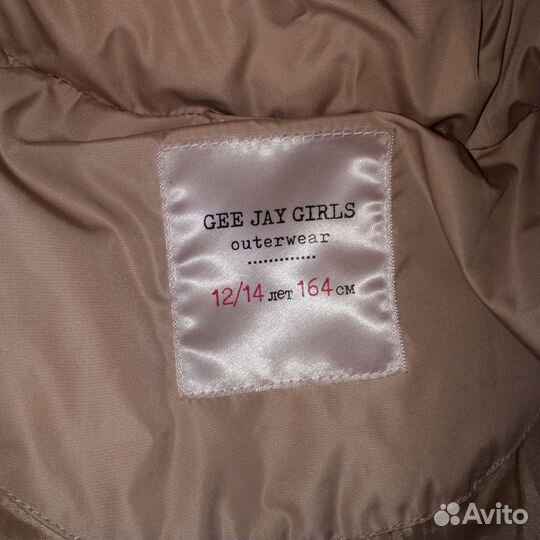 GEE JAY GIRLS
outerwear
.............
12/14 лет 164 см
Avito